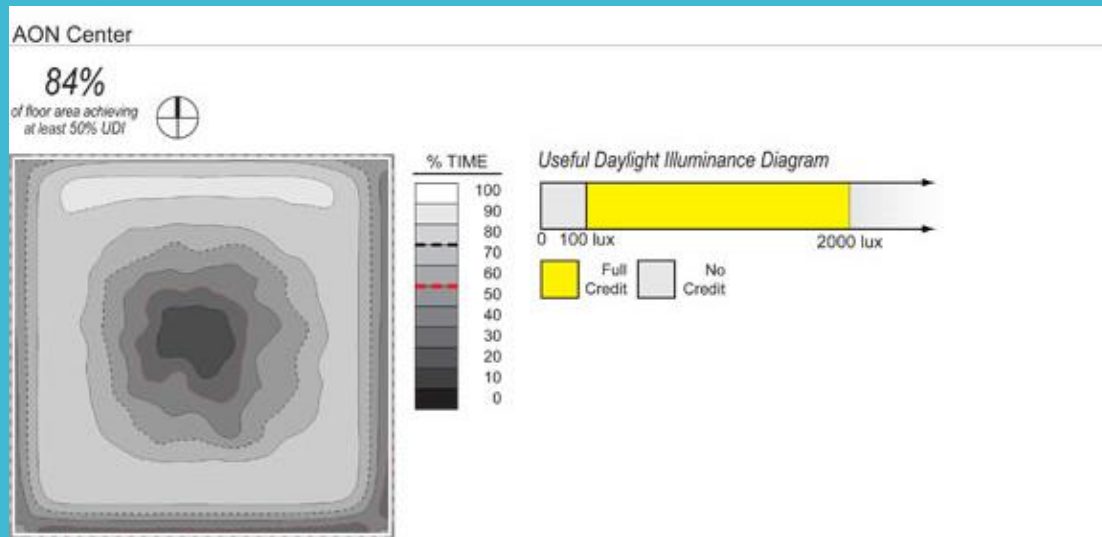 AON Center
84%
of floor area achieving
at least 50% UDI
% TIME
100
90
80
70
60
50
40
30
20
10
0
Useful Daylight Illuminance Diagram
0 100 lux 2000 lux
Full Credit
No Credit